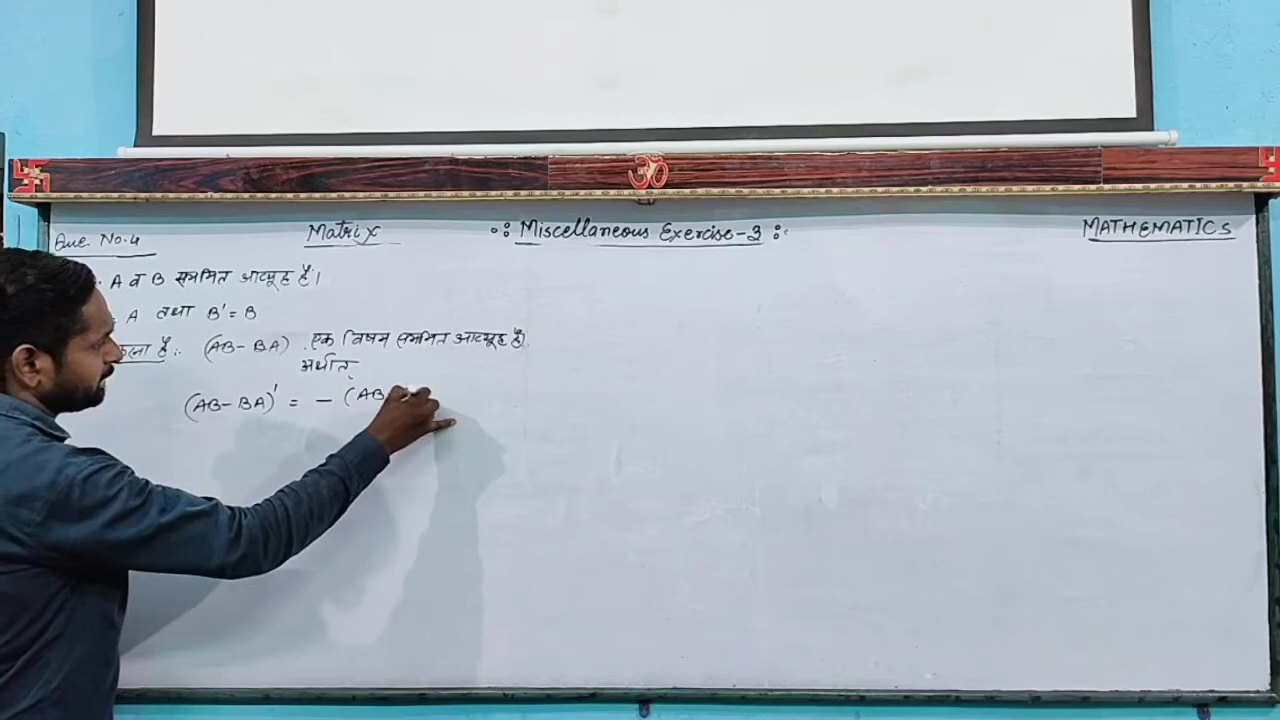 Que. No. 4
Matrix
Miscellaneous Exercise-3
MATHEMATICS
A व B सममित आव्यूह हैं।
A तथा B' = B
है:- (AB - BA) एक विषम सममित आव्यूह है।
अर्थात्
(AB - BA)' = - (AB